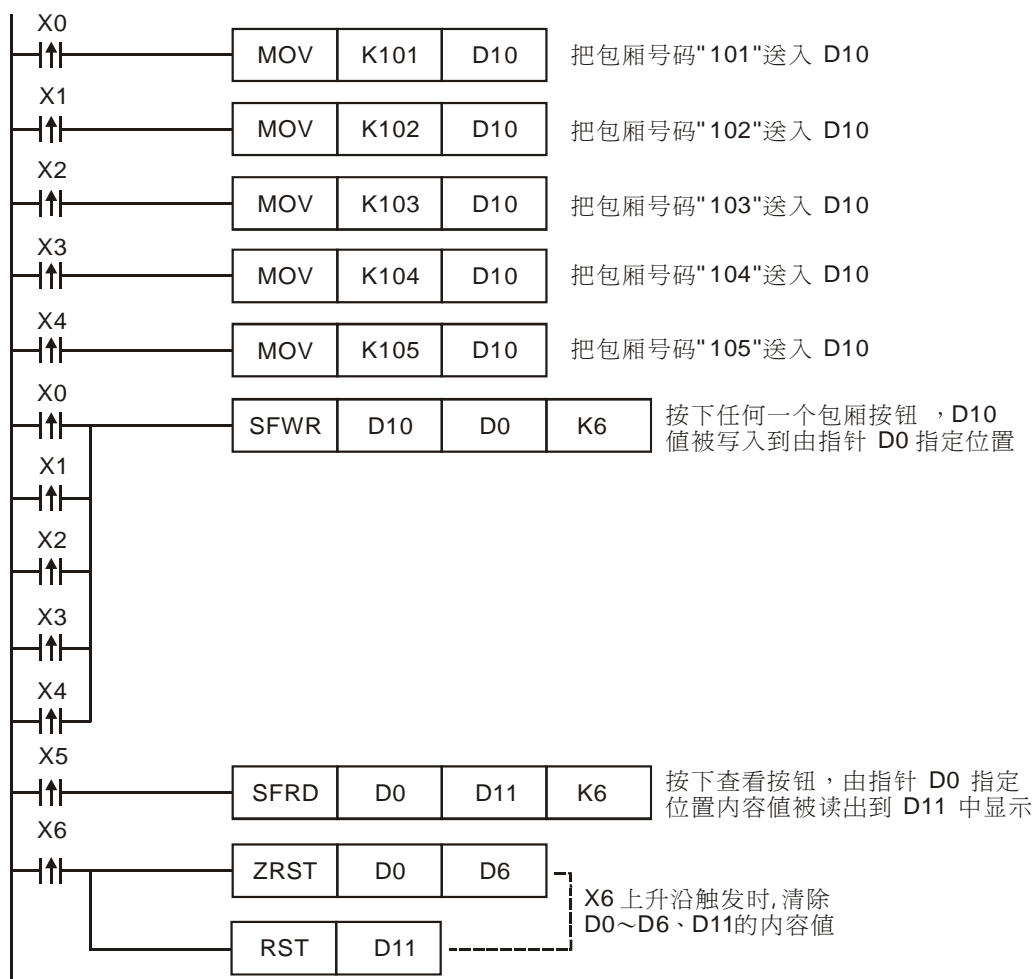 X0
MOV K101 D10 把包厢号码"101"送入 D10
X1
MOV K102 D10 把包厢号码"102"送入 D10
X2
MOV K103 D10 把包厢号码"103"送入 D10
X3
MOV K104 D10 把包厢号码"104"送入 D10
X4
MOV K105 D10 把包厢号码"105"送入 D10
X0
SFWR D10 D0 K6
按下任何一个包厢按钮,D10
值被写入到由指针 D0 指定位置
X1
X2
X3
X4
X5
SFRD D0 D11 K6
按下查看按钮,由指针 D0 指定
位置内容值被读出到 D11 中显示
X6
ZRST D0 D6
X6 上升沿触发时,清除
D0～D6、D11的内容值
RST D11